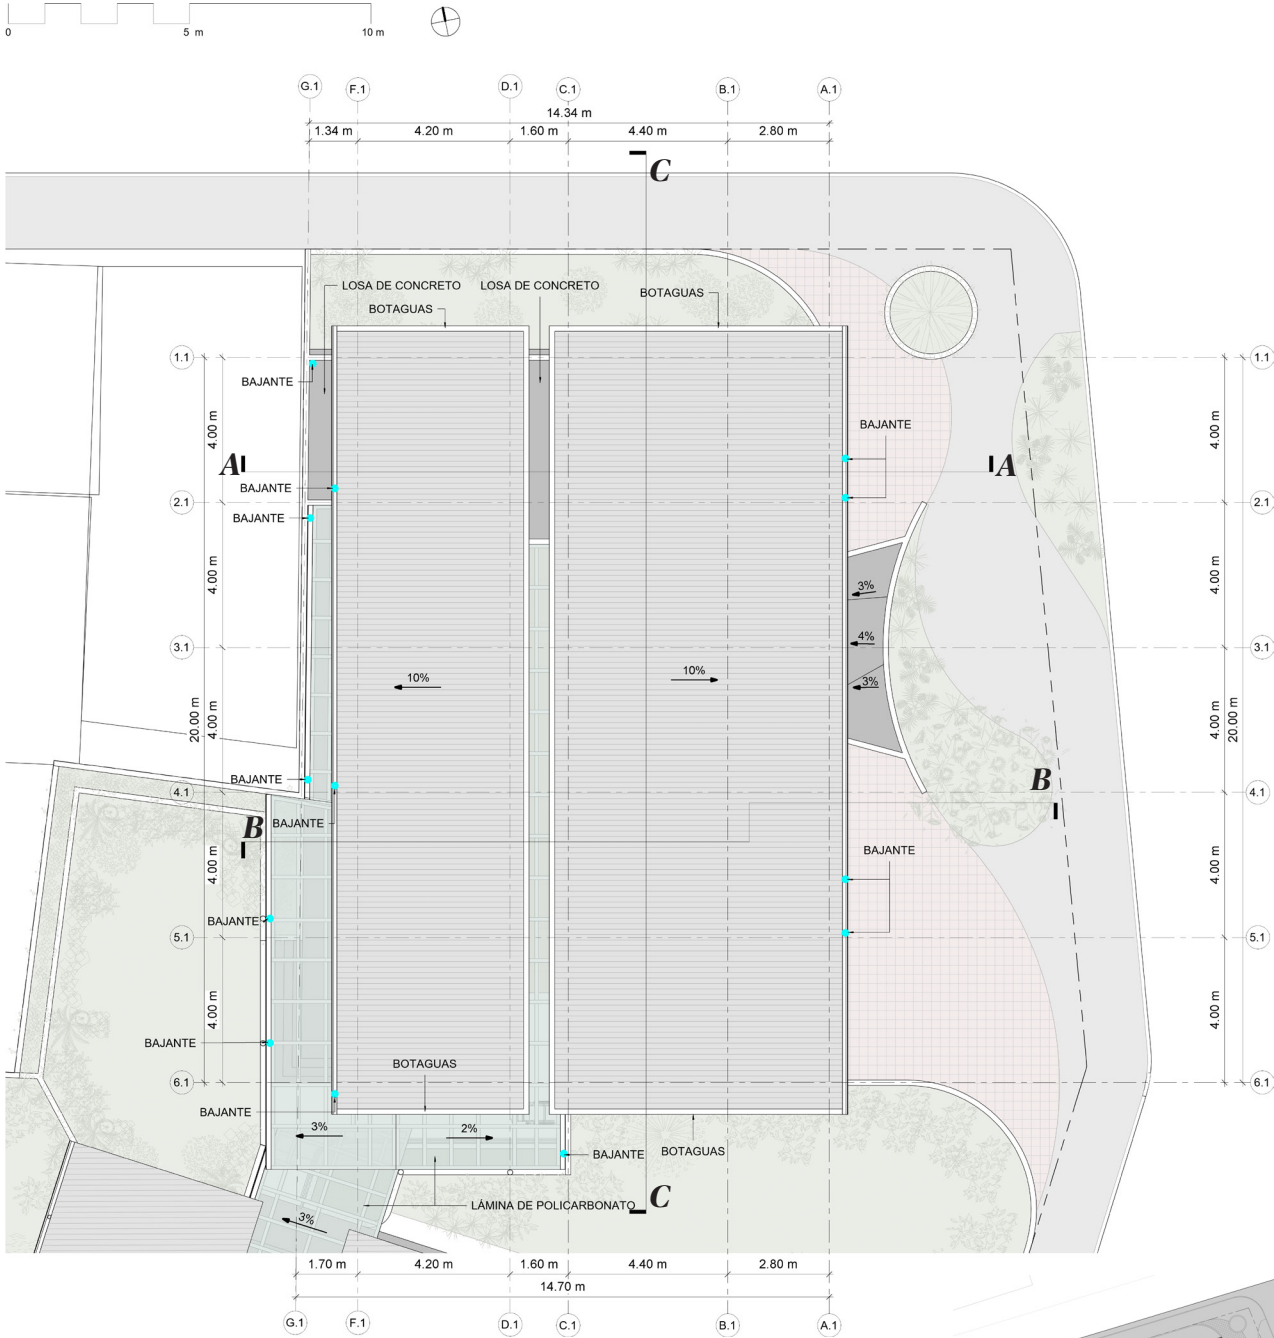 0 5 m 10 m
G.1 F.1 D.1 C.1 B.1 A.1
14.34 m
1.34 m 4.20 m 1.60 m 4.40 m 2.80 m
C
LOSA DE CONCRETO LOSA DE CONCRETO
BOTAGUAS
BOTAGUAS
1.1 1.1
BAJANTE
4.00 m 4.00 m
BAJANTE
A A
BAJANTE
2.1 2.1
BAJANTE
4.00 m 4.00 m
3%
4%
3.1 3.1
10% 10%
3%
20.00 m 4.00 m 4.00 m 20.00 m
BAJANTE
B
4.1 4.1
BAJANTE
B
BAJANTE
4.00 m 4.00 m
BAJANTE
5.1 5.1
4.00 m 4.00 m
BAJANTE
BOTAGUAS
6.1 6.1
BAJANTE
3% 2%
BAJANTE
BOTAGUAS
C
LÁMINA DE POLICARBONATO
3%
1.70 m 4.20 m 1.60 m 4.40 m 2.80 m
14.70 m
G.1 F.1 D.1 C.1 B.1 A.1